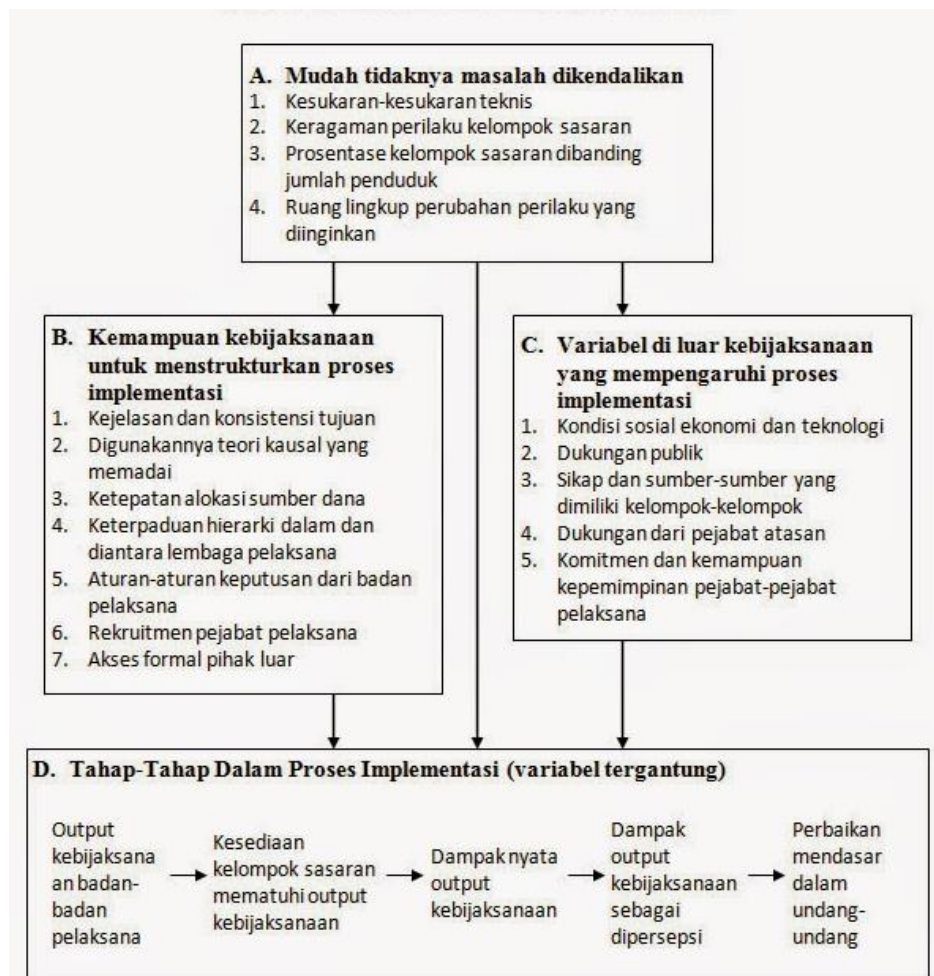 A. Mudah tidaknya masalah dikendalikan
1. Kesukaran-kesukaran teknis
2. Keragaman perilaku kelompok sasaran
3. Prosentase kelompok sasaran dibanding
jumlah penduduk
4. Ruang lingkup perubahan perilaku yang
diinginkan
B. Kemampuan kebijaksanaan
untuk menstrukturkan proses
implementasi
1. Kejelasan dan konsistensi tujuan
2. Digunakannya teori kausal yang
memadai
3. Ketepatan alokasi sumber dana
4. Keterpaduan hierarki dalam dan
diantara lembaga pelaksana
5. Aturan-aturan keputusan dari badan
pelaksana
6. Rekruitmen pejabat pelaksana
7. Akses formal pihak luar
C. Variabel di luar kebijaksanaan
yang mempengaruhi proses
implementasi
1. Kondisi sosial ekonomi dan teknologi
2. Dukungan publik
3. Sikap dan sumber-sumber yang
dimiliki kelompok-kelompok
4. Dukungan dari pejabat atasan
5. Komitmen dan kemampuan
kepemimpinan pejabat-pejabat
pelaksana
D. Tahap-Tahap Dalam Proses Implementasi (variabel tergantung)
Output
kebijaksana
an badan-
badan
pelaksana
Kesediaan
kelompok sasaran
mematuhi output
kebijaksanaan
Dampak nyata
output
kebijaksanaan
Dampak
output
kebijaksanaan
sebagai
dipersepsi
Perbaikan
mendasar
dalam
undang-
undang